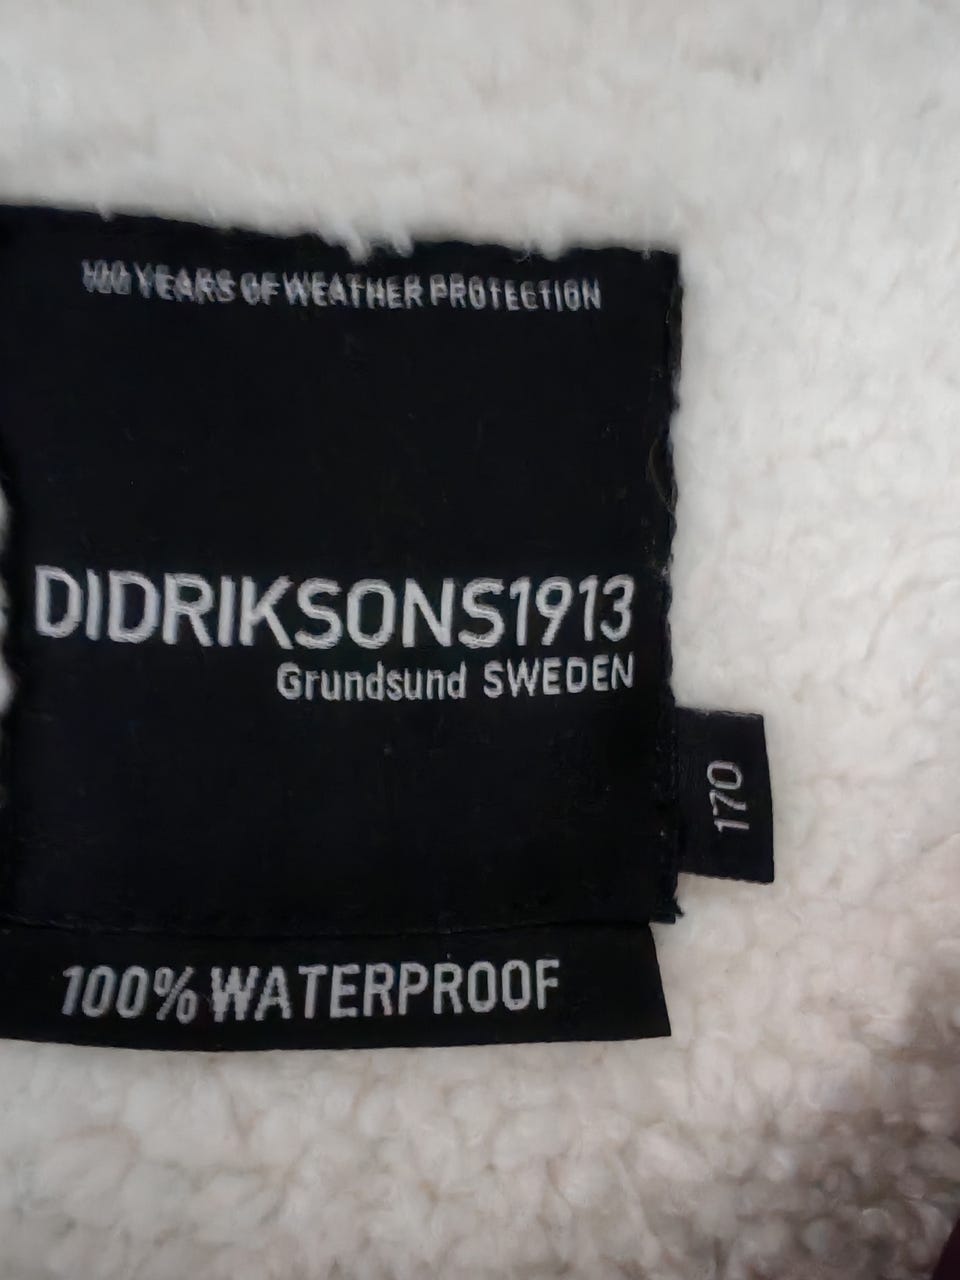 100 YEARS OF WEATHER PROTECTION
DIDRIKSONS1913
Grundsund SWEDEN
170
100% WATERPROOF